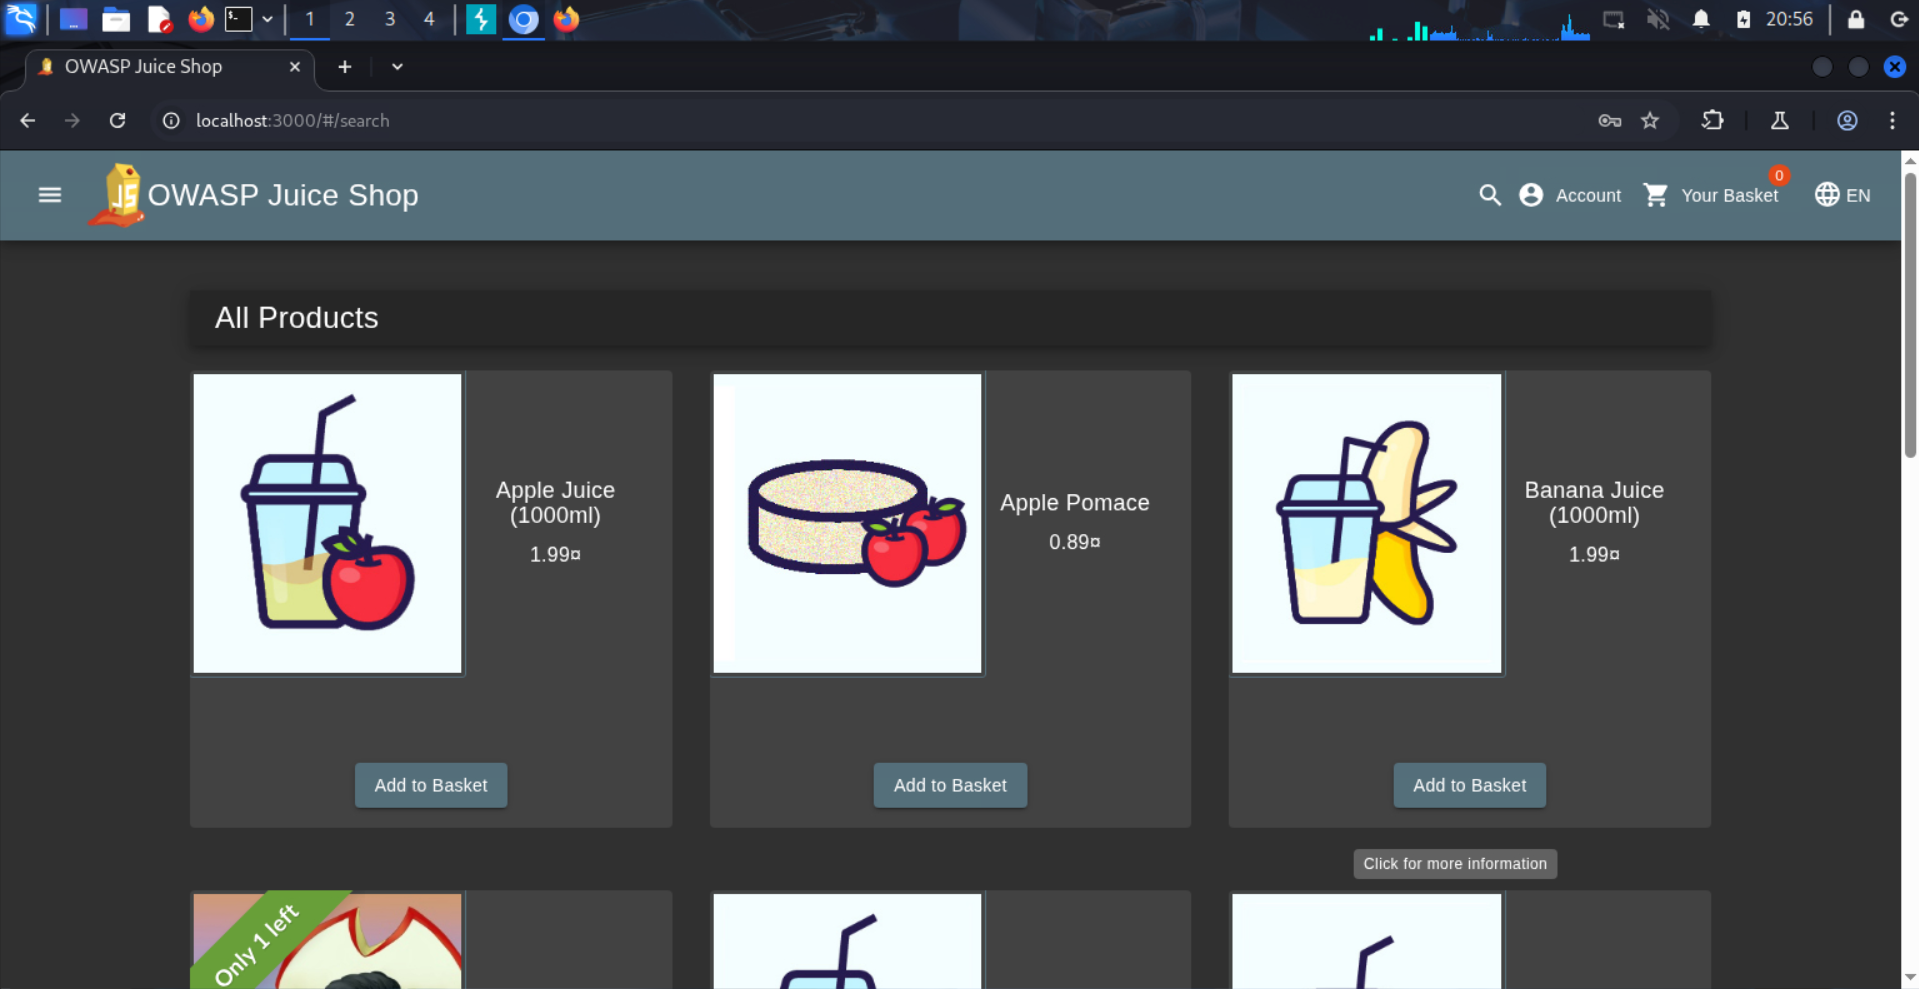 1 2 3 4
20:56
OWASP Juice Shop
localhost:3000/#/search
JS
OWASP Juice Shop
Account
Your Basket
0
EN
All Products
Apple Juice
(1000ml)
1.99¤
Apple Pomace
0.89¤
Banana Juice
(1000ml)
1.99¤
Add to Basket
Add to Basket
Add to Basket
Click for more information
Only 1 left